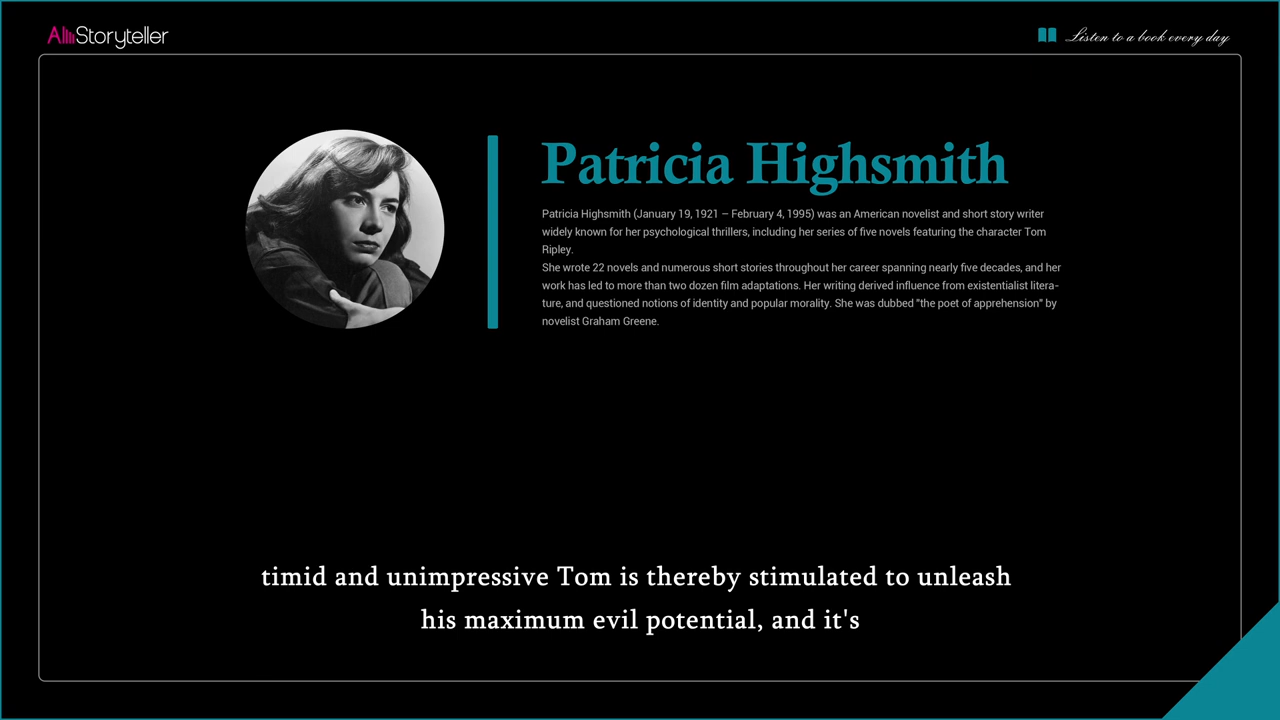 AllStoryteller
Listen to a book every day
Patricia Highsmith
Patricia Highsmith (January 19, 1921 – February 4, 1995) was an American novelist and short story writer
widely known for her psychological thrillers, including her series of five novels featuring the character Tom
Ripley.
She wrote 22 novels and numerous short stories throughout her career spanning nearly five decades, and her
work has led to more than two dozen film adaptations. Her writing derived influence from existentialist litera-
ture, and questioned notions of identity and popular morality. She was dubbed "the poet of apprehension" by
novelist Graham Greene.
timid and unimpressive Tom is thereby stimulated to unleash
his maximum evil potential, and it's